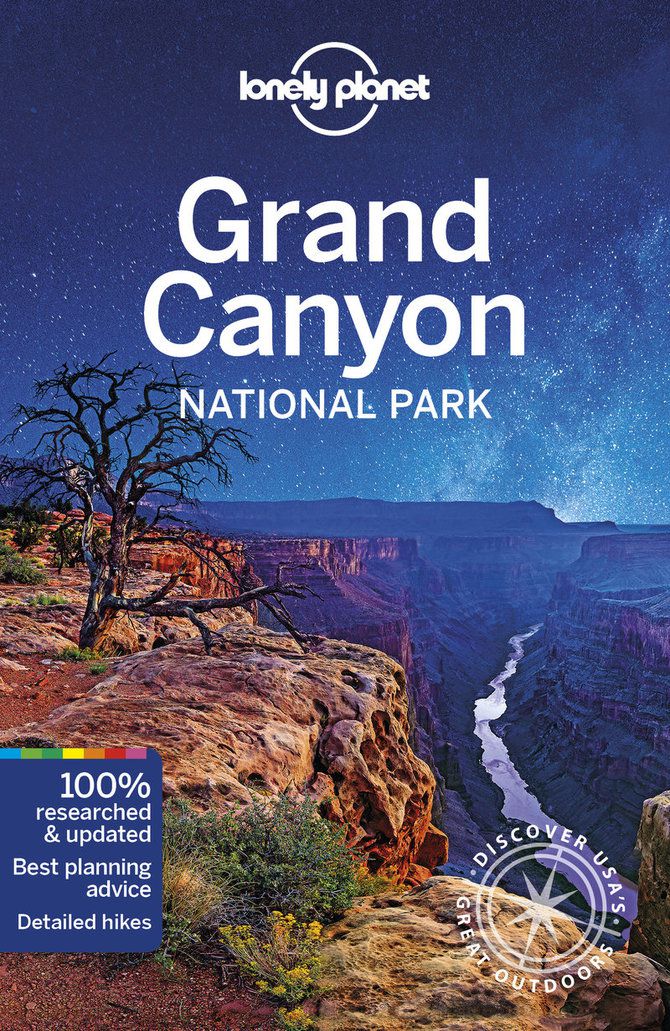 lonely planet
Grand
Canyon
NATIONAL PARK
100%
researched
& updated
Best planning
advice
Detailed hikes
DISCOVER USA'S
GREAT OUTDOORS